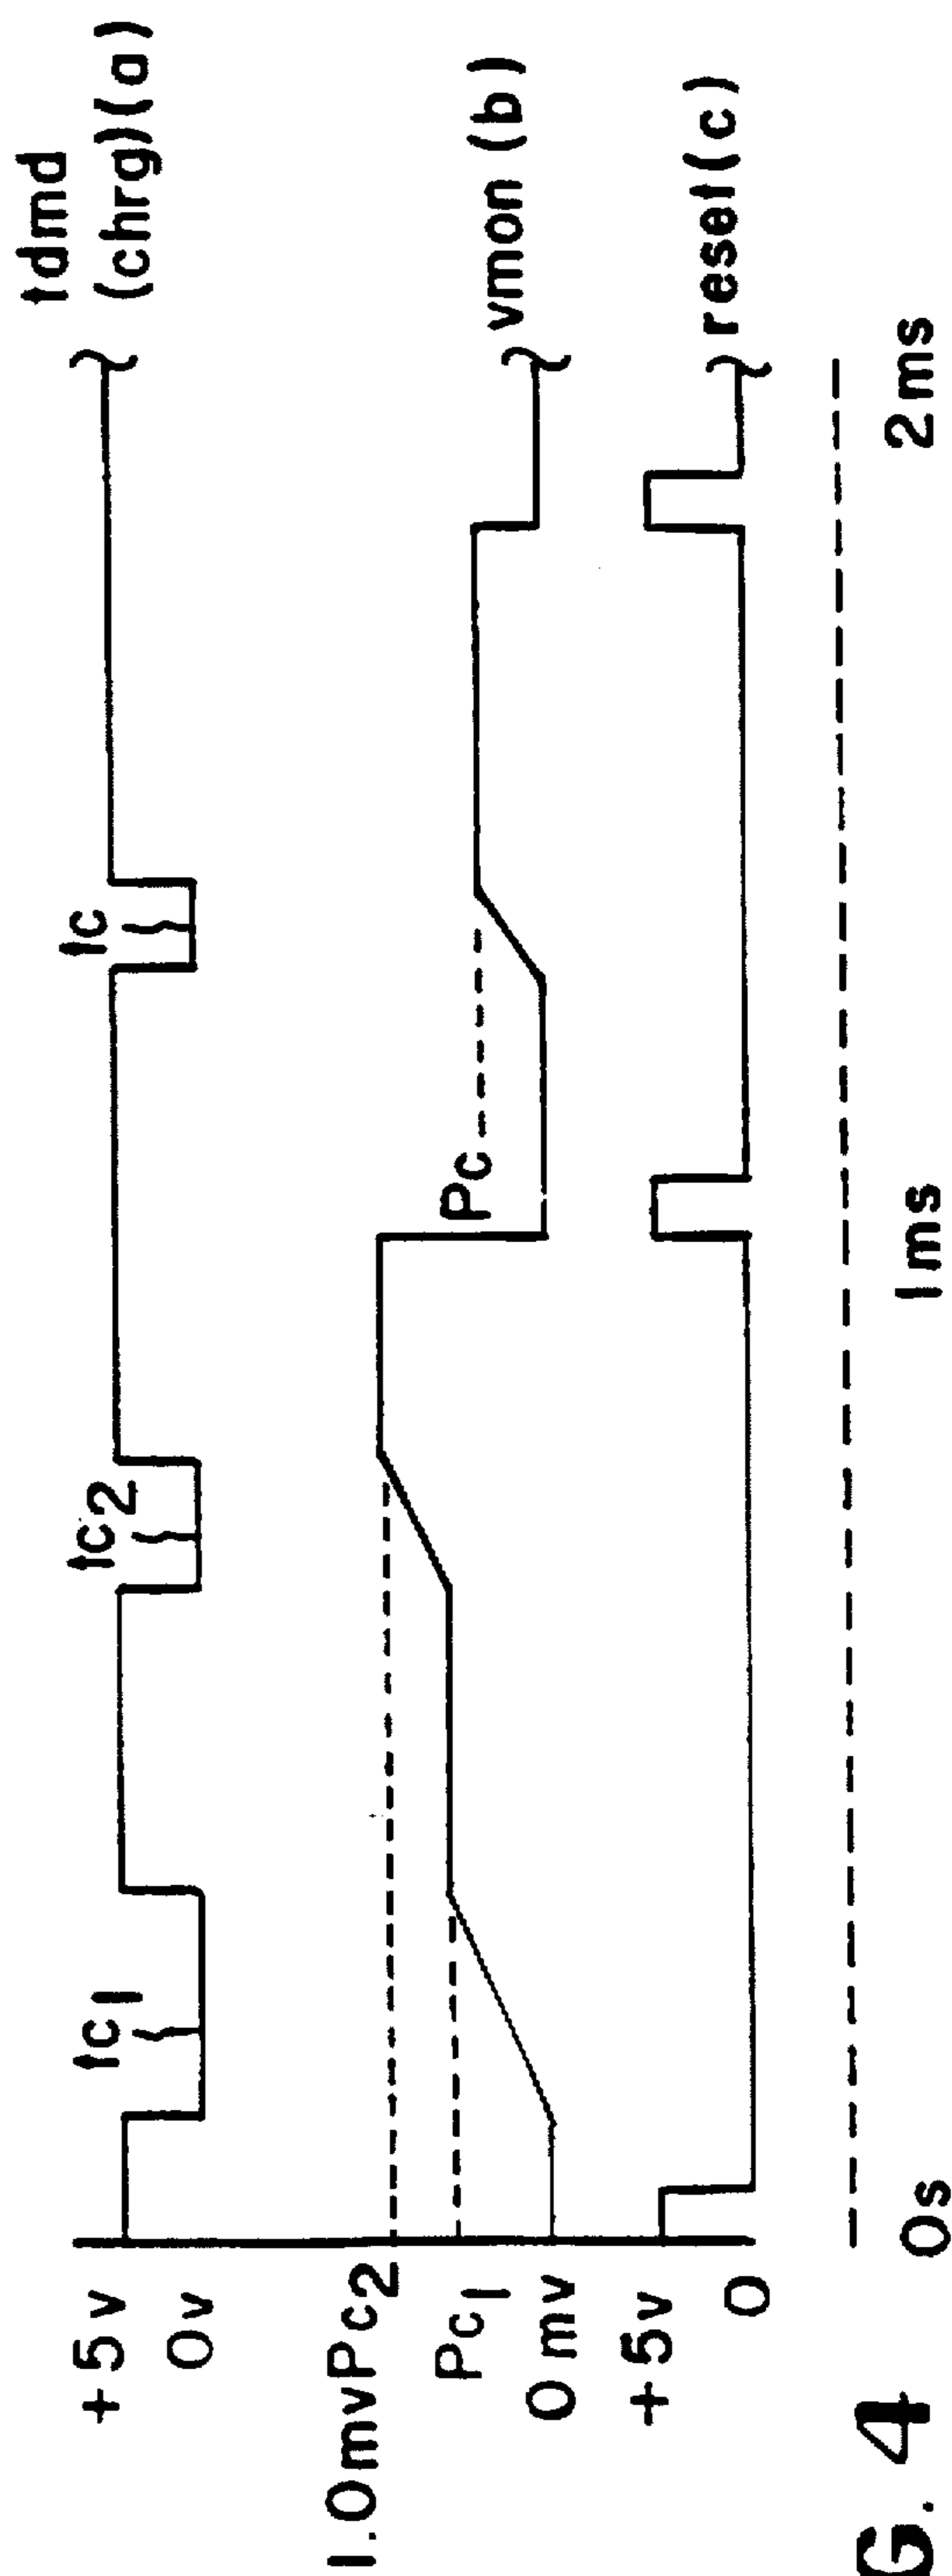 tdmd
(chrg)(a)
+5v
0v
tc1
tc2
tc
1.0mvPc2
Pc1
0mv
Pc
vmon (b)
+5v
0
reset(c)
0s
1ms
2ms
G. 4